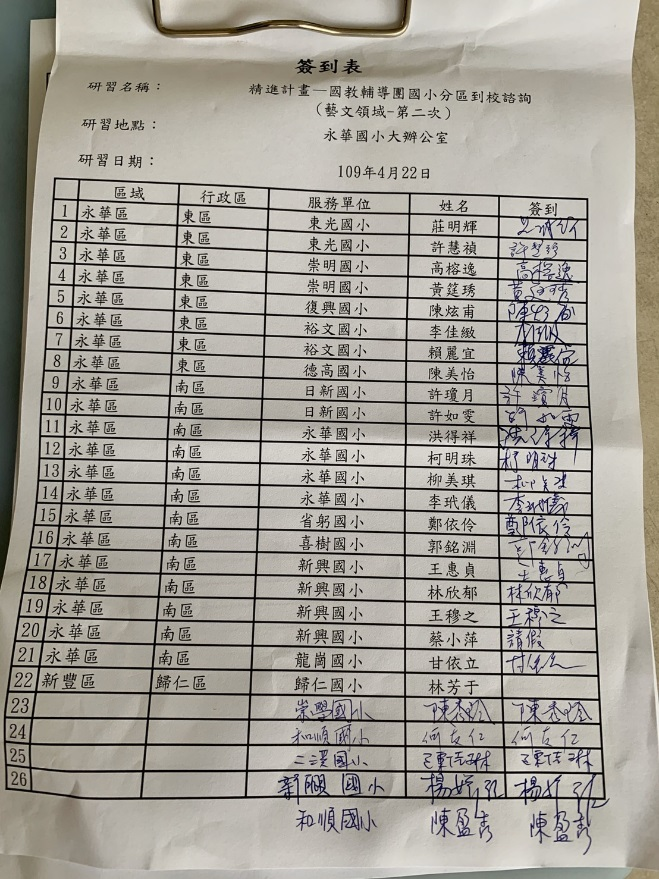 簽到表
研習名稱： 精進計畫—國教輔導團國小分區到校諮詢
（藝文領域-第二次）
研習地點： 永華國小大辦公室
研習日期： 109年4月22日
區域 行政區 服務單位 姓名 簽到
1 永華區 東區 東光國小 莊明輝
2 永華區 東區 東光國小 許慧禎
3 永華區 東區 崇明國小 高榕逸 高榕逸
4 永華區 東區 崇明國小 黃筵琇 黃筵琇
5 永華區 東區 復興國小 陳炫甫
6 永華區 東區 裕文國小 李佳緻
7 永華區 東區 裕文國小 賴麗宜 賴麗宜
8 永華區 東區 德高國小 陳美怡 陳美怡
9 永華區 南區 日新國小 許瓊月 許瓊月
10 永華區 南區 日新國小 許如雯 許如雯
11 永華區 南區 永華國小 洪得祥
12 永華區 南區 永華國小 柯明珠 柯明珠
13 永華區 南區 永華國小 柳美琪 柳美琪
14 永華區 南區 永華國小 李玳儀 李玳儀
15 永華區 南區 省躬國小 鄭依伶 鄭依伶
16 永華區 南區 喜樹國小 郭銘淵
17 永華區 南區 新興國小 王惠貞 王惠貞
18 永華區 南區 新興國小 林欣郁 林欣郁
19 永華區 南區 新興國小 王穆之 王穆之
20 永華區 南區 新興國小 蔡小萍 請假
21 永華區 南區 龍崗國小 甘依立
22 新豐區 歸仁區 歸仁國小 林芳于
23 崇學國小
24 和順國小 何友仁 何友仁
25 二溪國小
26 新興國小
和順國小 陳盈秀 陳盈秀